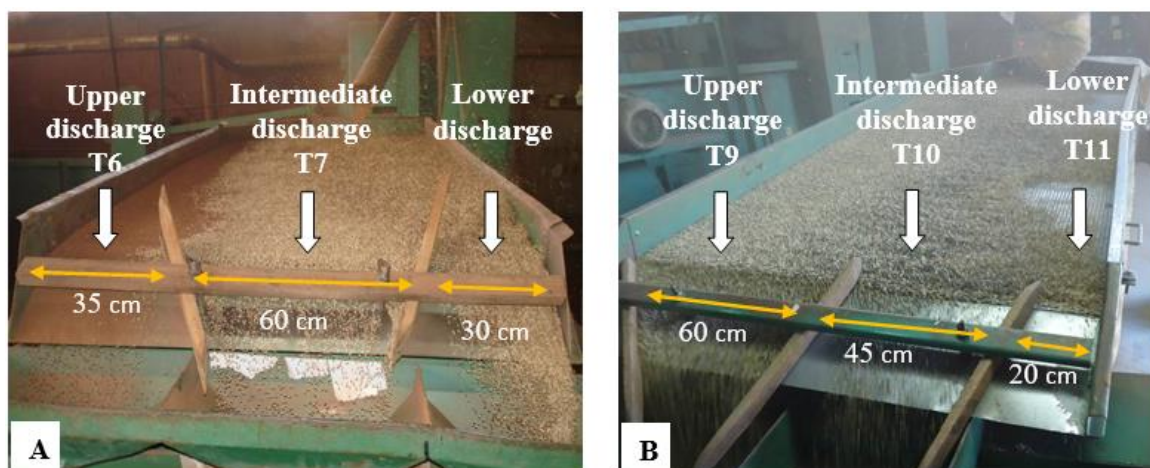 Upper
discharge
T6
Intermediate
discharge
T7
Lower
discharge
35 cm
60 cm
30 cm
A
Upper
discharge
T9
Intermediate
discharge
T10
Lower
discharge
T11
60 cm
45 cm
20 cm
B